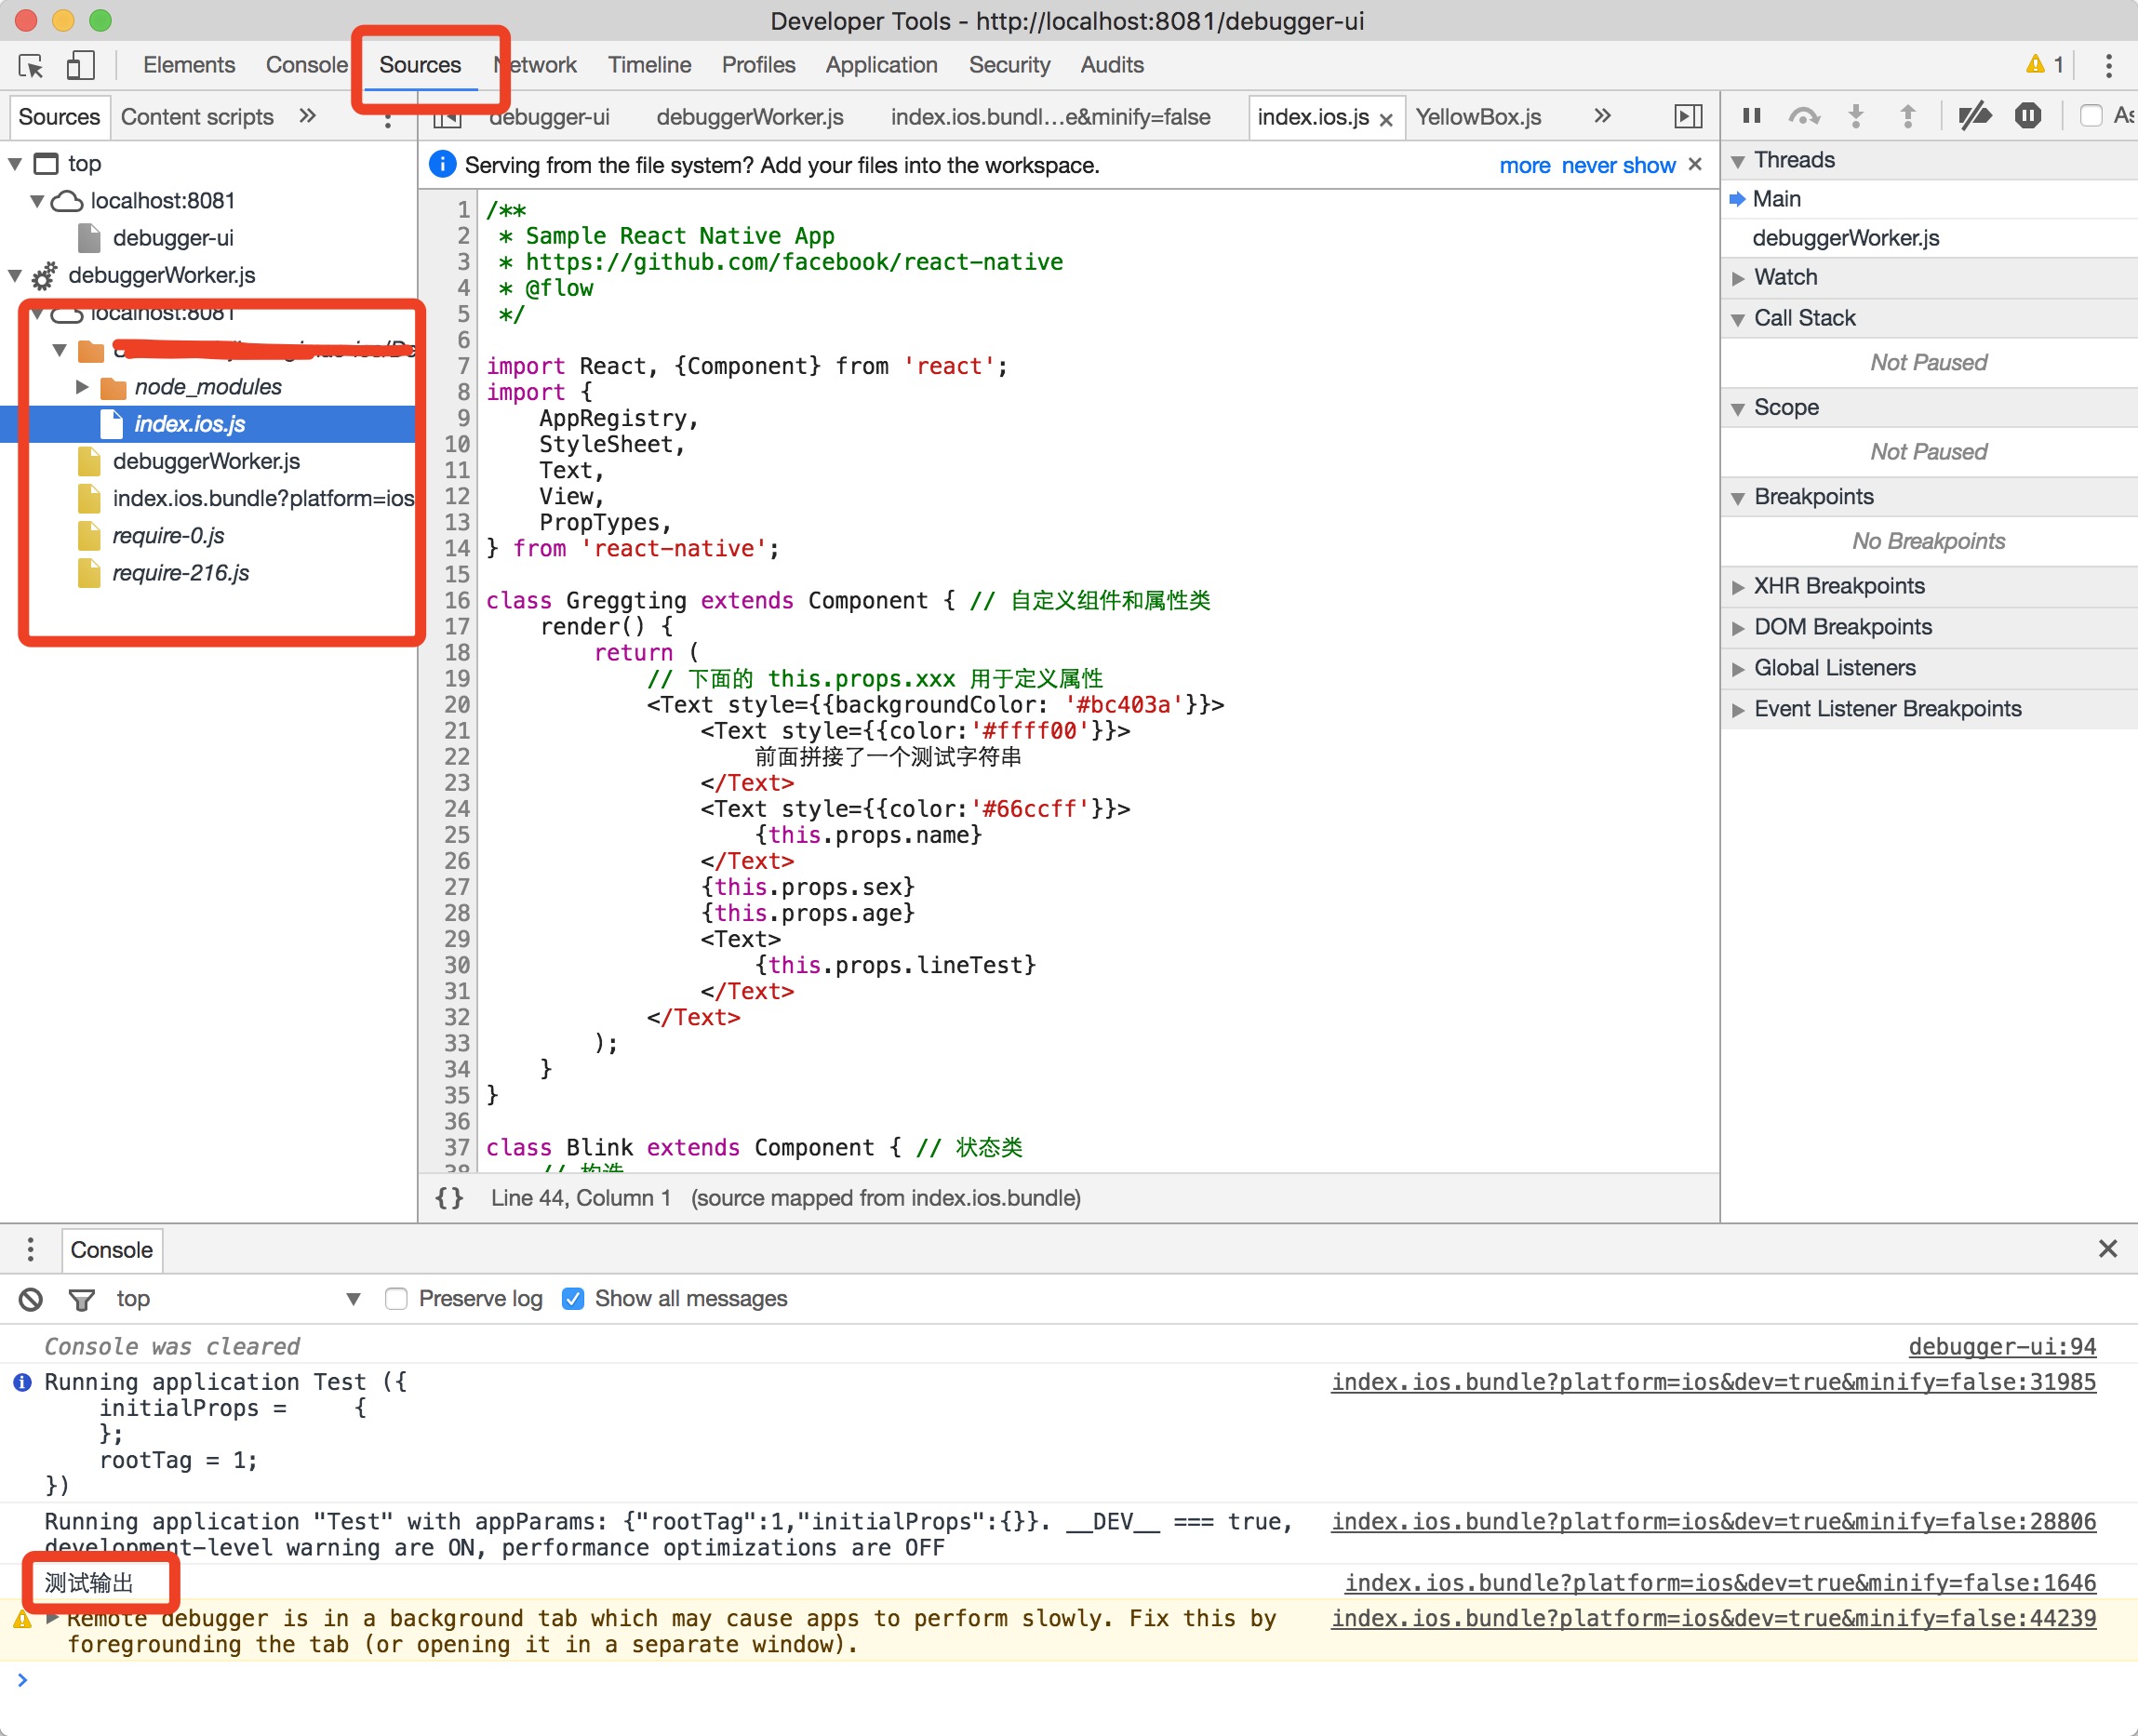 Developer Tools - http://localhost:8081/debugger-ui
Elements Console Sources Network Timeline Profiles Application Security Audits 1
Sources Content scripts »
debugger-ui debuggerWorker.js index.ios.bundl...e&minify=false index.ios.js × YellowBox.js »
top
localhost:8081
debugger-ui
debuggerWorker.js
localhost:8081
node_modules
index.ios.js
debuggerWorker.js
index.ios.bundle?platform=ios
require-0.js
require-216.js
Serving from the file system? Add your files into the workspace. more never show ×
1 /**
2 * Sample React Native App
3 * https://github.com/facebook/react-native
4 * @flow
5 */
6
7 import React, {Component} from 'react';
8 import {
9 AppRegistry,
10 StyleSheet,
11 Text,
12 View,
13 PropTypes,
14 } from 'react-native';
15
16 class Greggting extends Component { // 自定义组件和属性类
17 render() {
18 return (
19 // 下面的 this.props.xxx 用于定义属性
20 <Text style={{backgroundColor: '#bc403a'}}>
21 <Text style={{color:'#ffff00'}}>
22 前面拼接了一个测试字符串
23 </Text>
24 <Text style={{color:'#66ccff'}}>
25 {this.props.name}
26 </Text>
27 {this.props.sex}
28 {this.props.age}
29 <Text>
30 {this.props.lineTest}
31 </Text>
32 </Text>
33 );
34 }
35 }
36
37 class Blink extends Component { // 状态类
38 // 构造
{} Line 44, Column 1 (source mapped from index.ios.bundle)
As
Threads
Main
debuggerWorker.js
Watch
Call Stack
Not Paused
Scope
Not Paused
Breakpoints
No Breakpoints
XHR Breakpoints
DOM Breakpoints
Global Listeners
Event Listener Breakpoints
Console
top Preserve log Show all messages
Console was cleared debugger-ui:94
Running application Test ({ index.ios.bundle?platform=ios&dev=true&minify=false:31985
initialProps = {
};
rootTag = 1;
})
Running application "Test" with appParams: {"rootTag":1,"initialProps":{}}. __DEV__ === true, index.ios.bundle?platform=ios&dev=true&minify=false:28806
development-level warning are ON, performance optimizations are OFF
测试输出 index.ios.bundle?platform=ios&dev=true&minify=false:1646
Remote debugger is in a background tab which may cause apps to perform slowly. Fix this by index.ios.bundle?platform=ios&dev=true&minify=false:44239
foregrounding the tab (or opening it in a separate window).